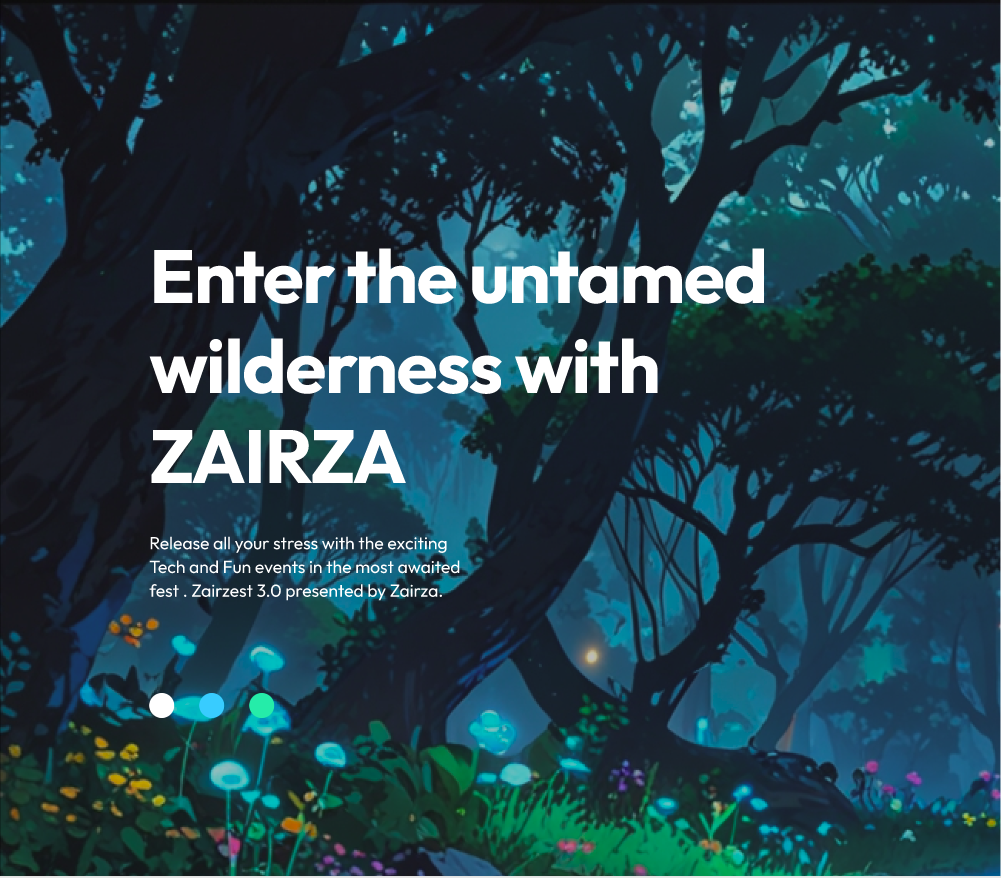 Enter the untamed
wilderness with
ZAIRZA
Release all your stress with the exciting
Tech and Fun events in the most awaited
fest . Zairzest 3.0 presented by Zairza.